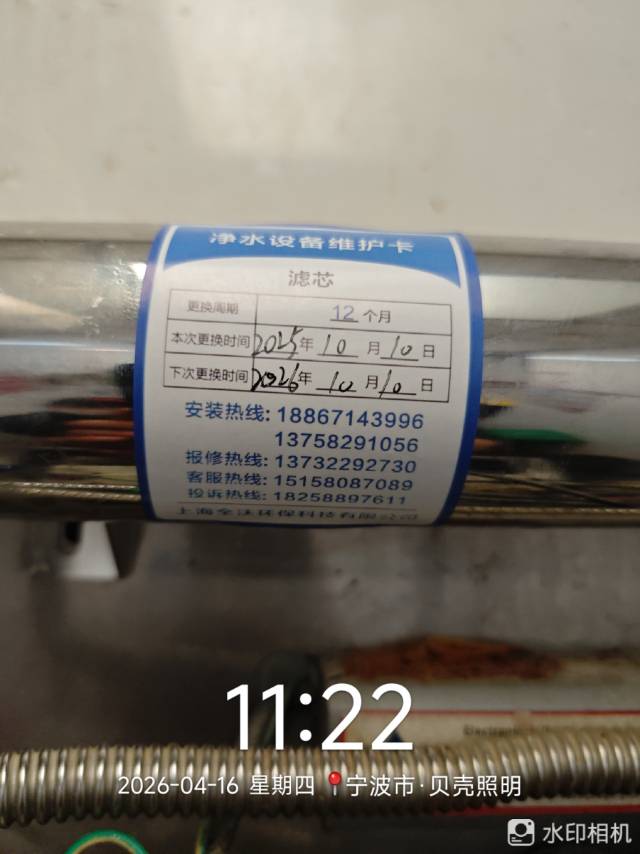 净水设备维护卡
滤芯
更换周期 12个月
本次更换时间 2025年10月10日
下次更换时间 2026年10月10日
安装热线: 18867143996
13758291056
报修热线: 13732292730
客服热线: 15158087089
投诉热线: 18258897611
11:22
2026-04-16 星期四 宁波市·贝壳照明
水印相机